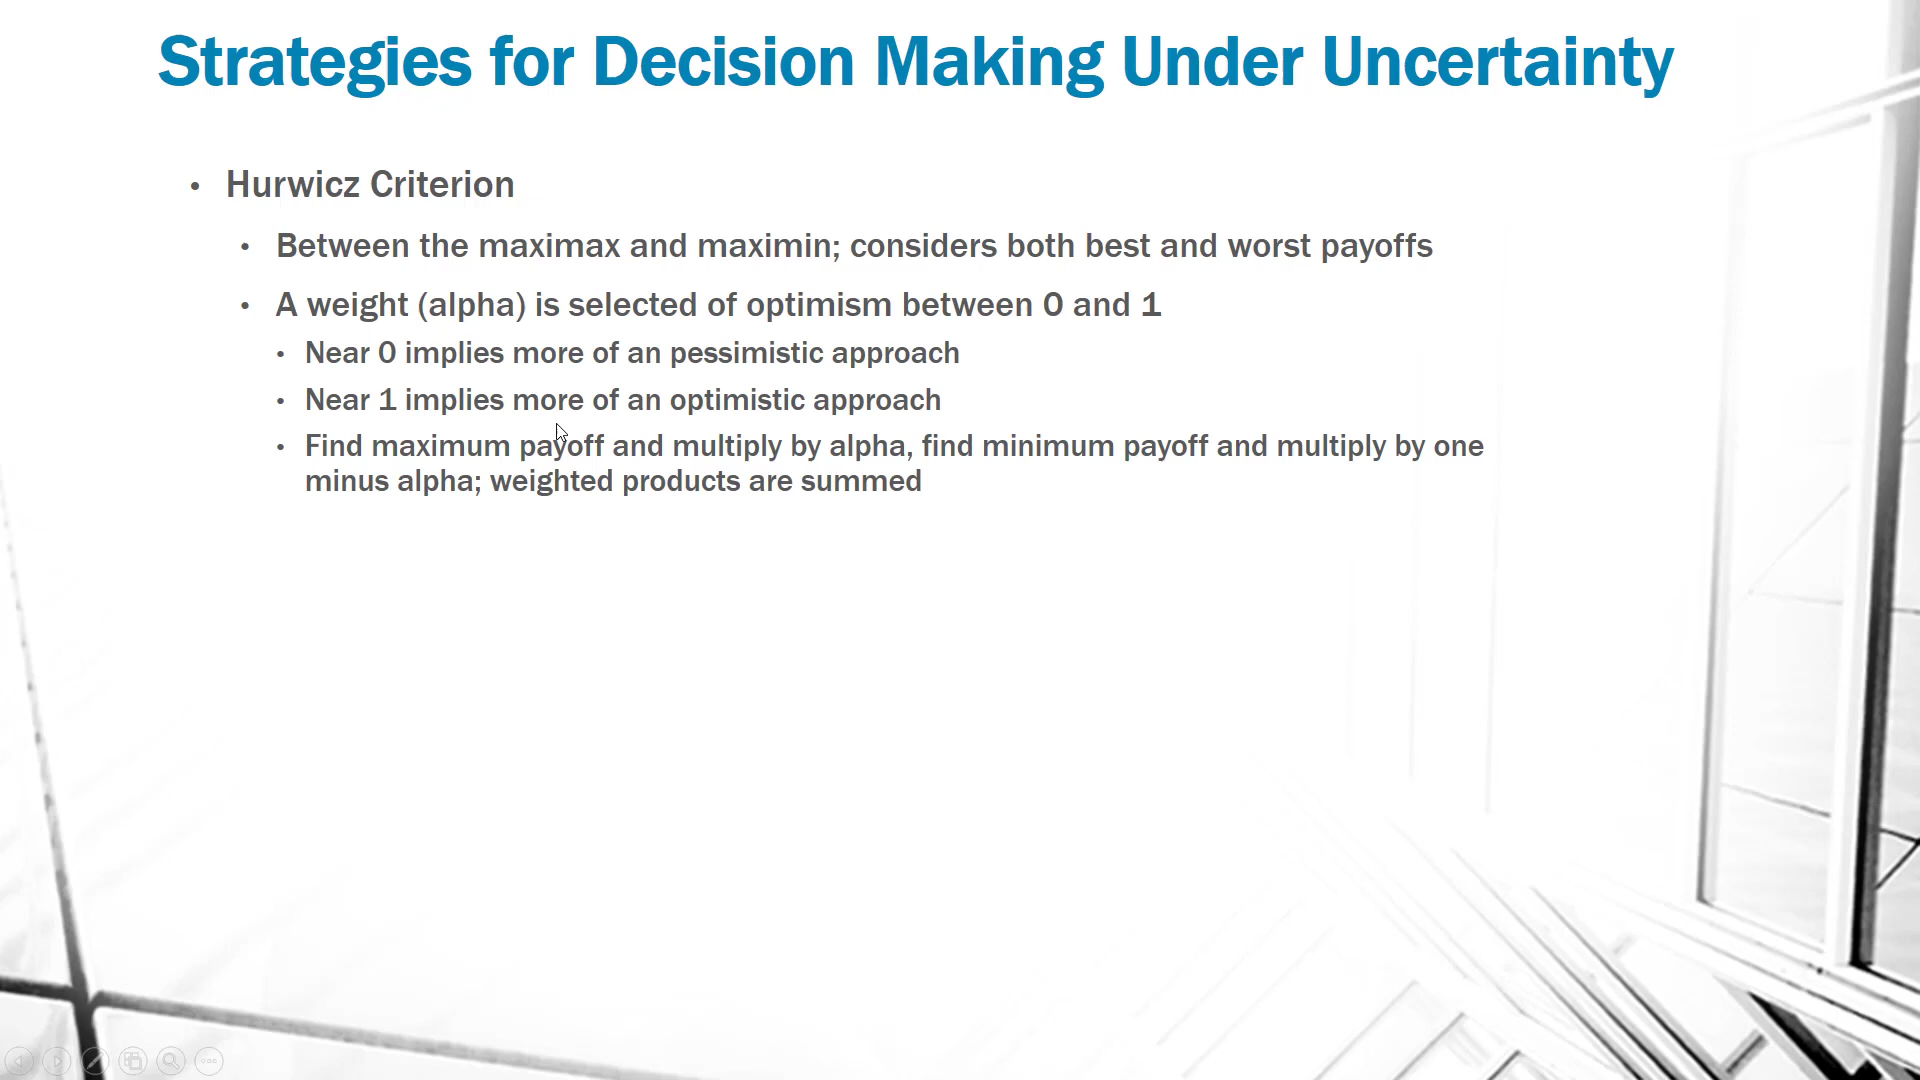 Strategies for Decision Making Under Uncertainty
• Hurwicz Criterion
• Between the maximax and maximin; considers both best and worst payoffs
• A weight (alpha) is selected of optimism between 0 and 1
• Near 0 implies more of an pessimistic approach
• Near 1 implies more of an optimistic approach
• Find maximum payoff and multiply by alpha, find minimum payoff and multiply by one
minus alpha; weighted products are summed